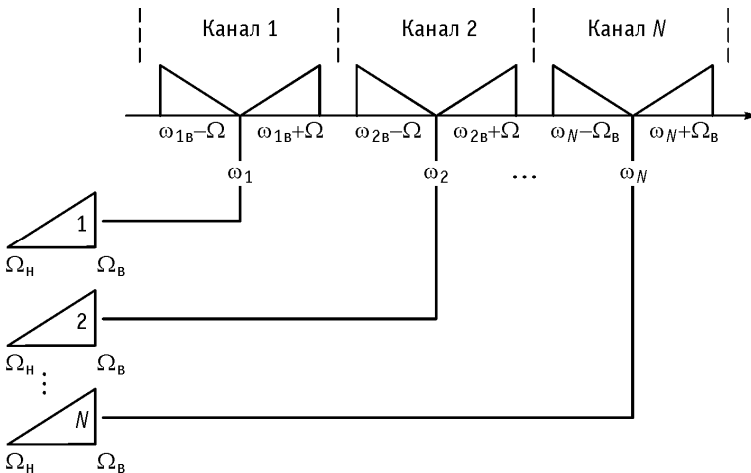 Канал 1 Канал 2 Канал N
ω₁в−Ω ω₁в+Ω ω₂в−Ω ω₂в+Ω ωN−Ωв ωN+Ωв
ω₁ ω₂ ... ωN
1
Ωн Ωв
2
Ωн Ωв
⋮
N
Ωн Ωв